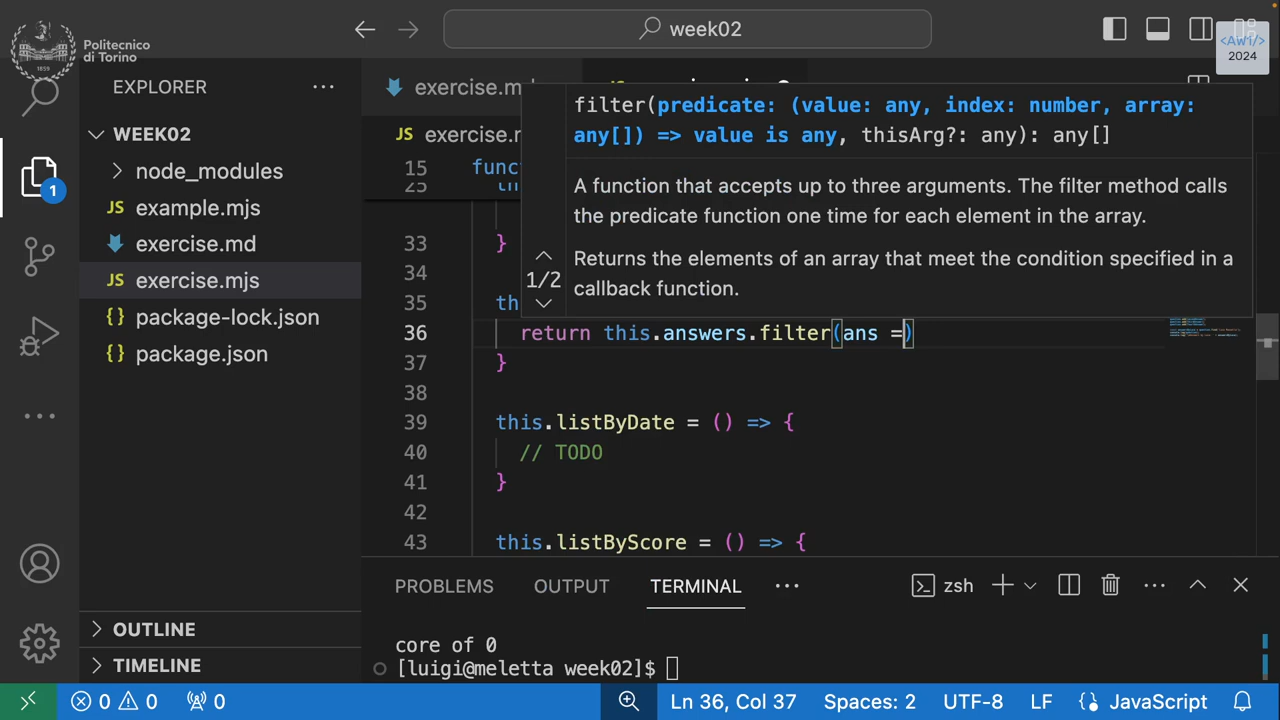 Politecnico
di Torino
1859
week02
<AW1/>
2024
EXPLORER
WEEK02
node_modules
JS example.mjs
exercise.md
JS exercise.mjs
{} package-lock.json
{} package.json
OUTLINE
TIMELINE
1
exercise.m
JS exercise.m
filter(predicate: (value: any, index: number, array:
any[]) => value is any, thisArg?: any): any[]
A function that accepts up to three arguments. The filter method calls
the predicate function one time for each element in the array.
1/2
Returns the elements of an array that meet the condition specified in a
callback function.
15 func
25 th
33 }
34
35 th
36 return this.answers.filter(ans =)
37 }
38
39 this.listByDate = () => {
40 // TODO
41 }
42
43 this.listByScore = () => {
PROBLEMS OUTPUT TERMINAL ...
zsh
core of 0
[luigi@meletta week02]$
0 0 0
Ln 36, Col 37 Spaces: 2 UTF-8 LF {} JavaScript